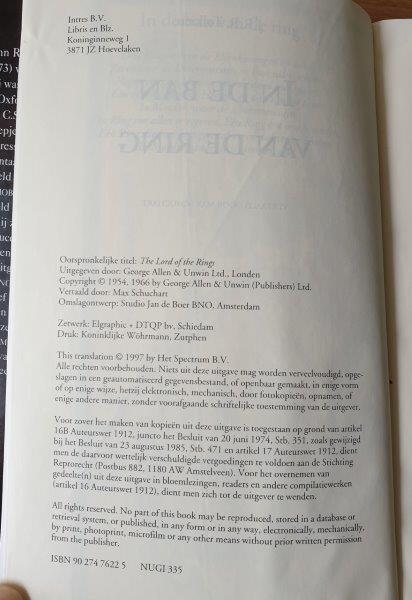 Intres B.V.
Libris en Blz.
Koninginneweg 1
3871 JZ Hoevelaken
IN DE BAN
VAN DE RING
Oorspronkelijke titel: The Lord of the Rings
Uitgegeven door: George Allen & Unwin Ltd., Londen
Copyright © 1954, 1966 by George Allen & Unwin (Publishers) Ltd.
Vertaald door: Max Schuchart
Omslagontwerp: Studio Jan de Boer BNO, Amsterdam
Zetwerk: Elgraphic + DTQP bv, Schiedam
Druk: Koninklijke Wöhrmann, Zutphen
This translation © 1997 by Het Spectrum B.V.
Alle rechten voorbehouden. Niets uit deze uitgave mag worden verveelvoudigd, opge-
slagen in een geautomatiseerd gegevensbestand, of openbaar gemaakt, in enige vorm
of op enige wijze, hetzij elektronisch, mechanisch, door fotokopieën, opnamen, of
enige andere manier, zonder voorafgaande schriftelijke toestemming van de uitgever.
Voor zover het maken van kopieën uit deze uitgave is toegestaan op grond van artikel
16B Auteurswet 1912, juncto het Besluit van 20 juni 1974, Stb. 351, zoals gewijzigd
bij het Besluit van 23 augustus 1985, Stb. 471 en artikel 17 Auteurswet 1912, dient
men de daarvoor wettelijk verschuldigde vergoedingen te voldoen aan de Stichting
Reprorecht (Postbus 882, 1180 AW Amstelveen). Voor het overnemen van
gedeelte(n) uit deze uitgave in bloemlezingen, readers en andere compilatiewerken
(artikel 16 Auteurswet 1912), dient men zich tot de uitgever te wenden.
All rights reserved. No part of this book may be reproduced, stored in a database or
retrieval system, or published, in any form or in any way, electronically, mechanically,
by print, photoprint, microfilm or any other means without prior written permission
from the publisher.
ISBN 90 274 7622 5 NUGI 335